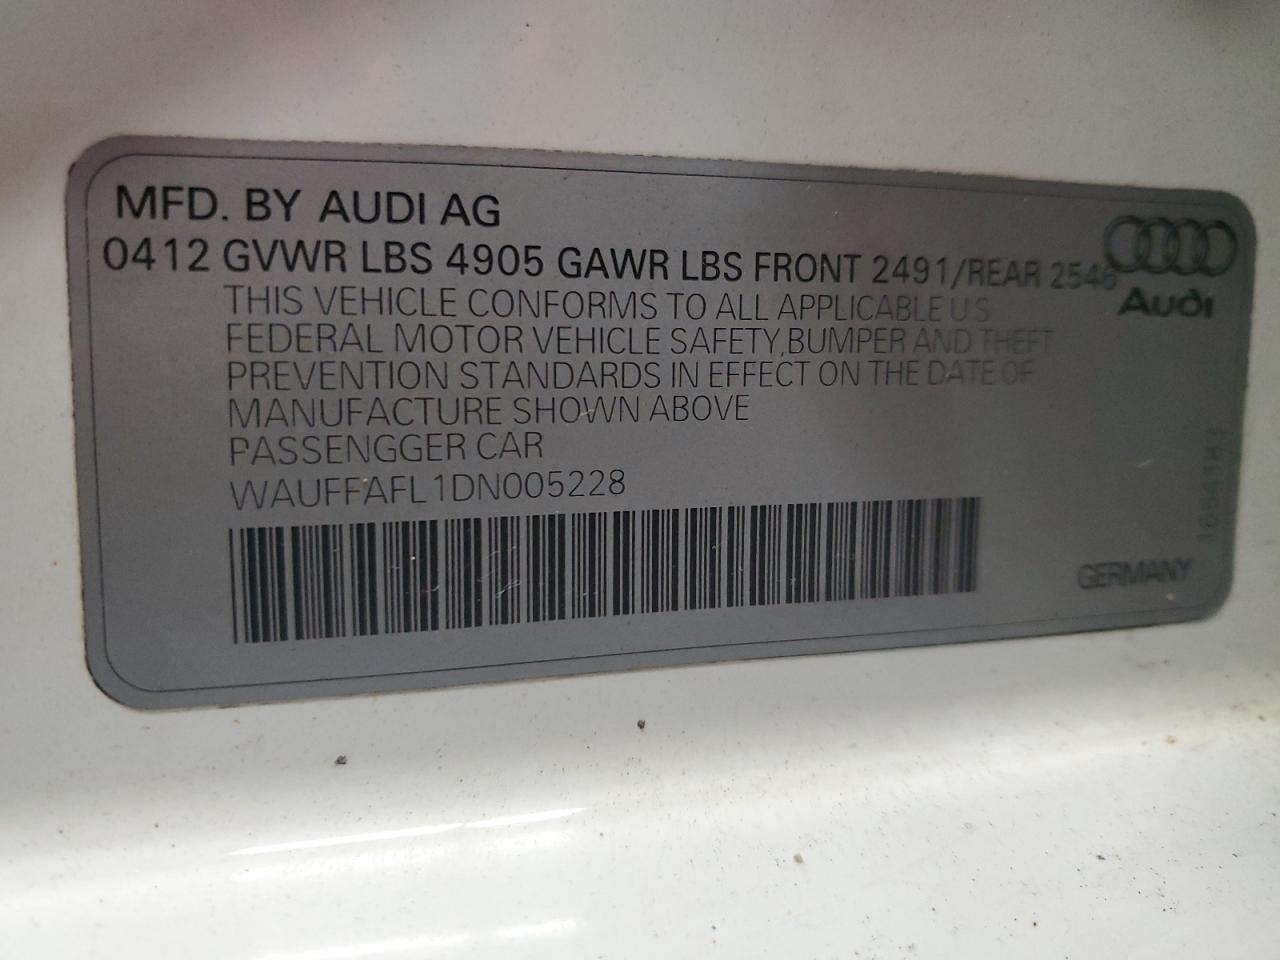 MFD. BY AUDI AG
0412 GVWR LBS 4905 GAWR LBS FRONT 2491/REAR 2546
Audi
THIS VEHICLE CONFORMS TO ALL APPLICABLE U S
FEDERAL MOTOR VEHICLE SAFETY,BUMPER AND THEFT
PREVENTION STANDARDS IN EFFECT ON THE DATE OF
MANUFACTURE SHOWN ABOVE
PASSENGGER CAR
WAUFFAFL1DN005228
GERMANY